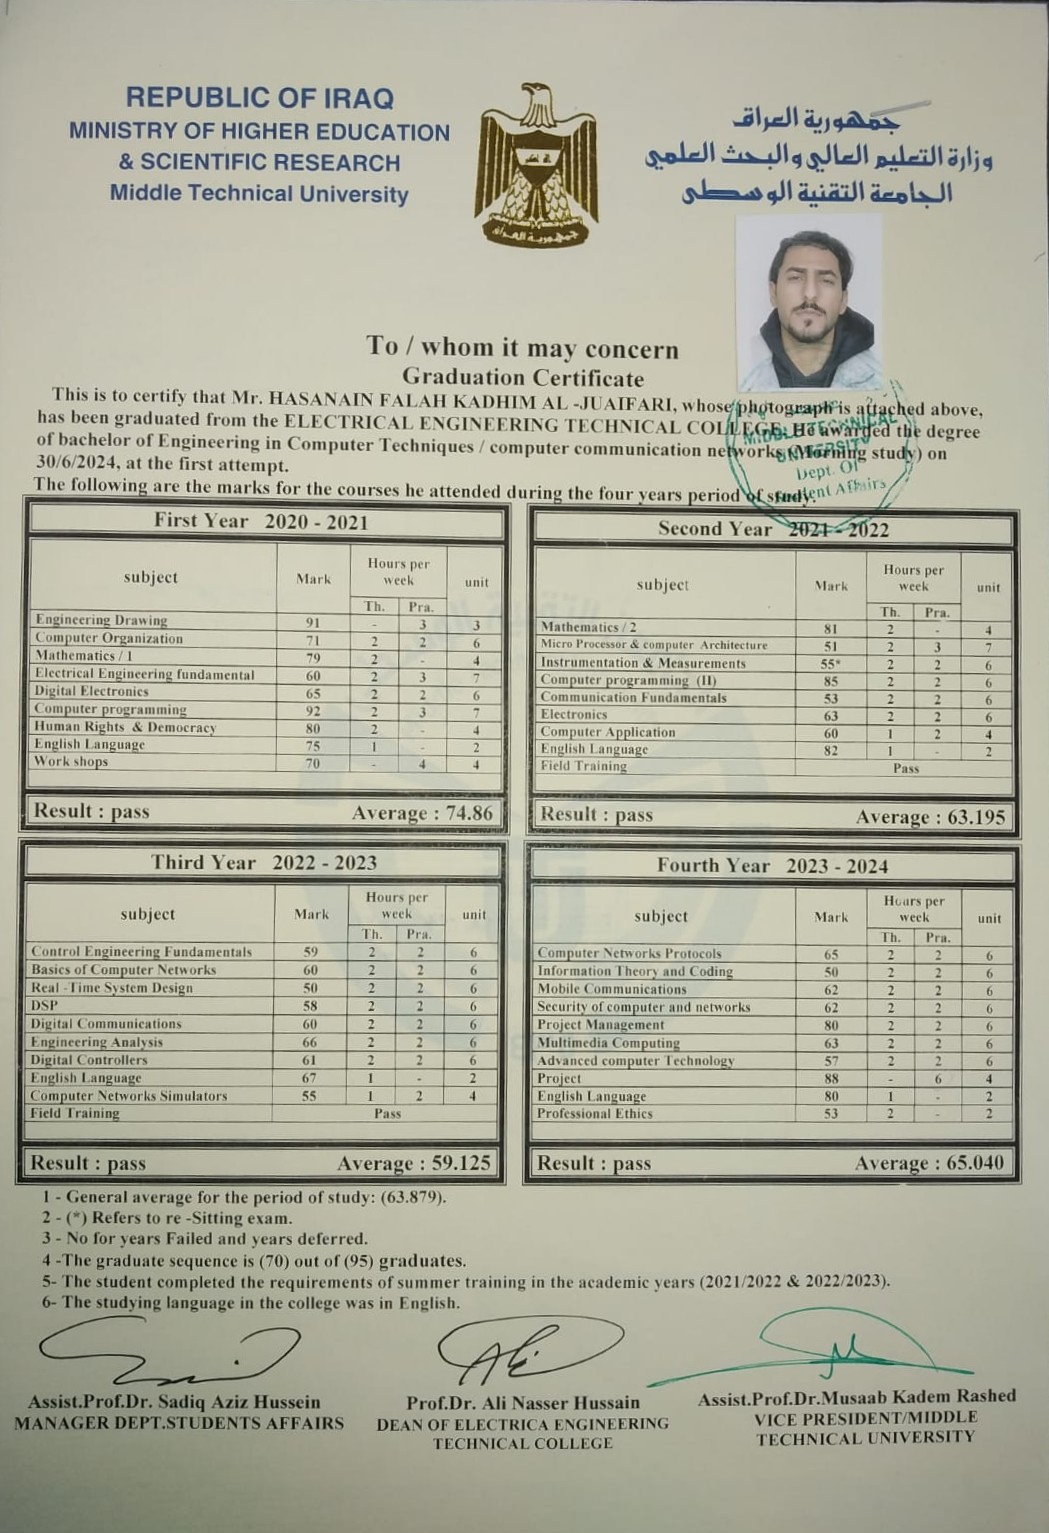 REPUBLIC OF IRAQ
MINISTRY OF HIGHER EDUCATION
& SCIENTIFIC RESEARCH
Middle Technical University
جمهورية العراق
وزارة التعليم العالي والبحث العلمي
الجامعة التقنية الوسطى
جمهورية العراق
To / whom it may concern
Graduation Certificate
This is to certify that Mr. HASANAIN FALAH KADHIM AL -JUAIFARI, whose photograph is attached above,
has been graduated from the ELECTRICAL ENGINEERING TECHNICAL COLLEGE. He awarded the degree
of bachelor of Engineering in Computer Techniques / computer communication networks (Morning study) on
30/6/2024, at the first attempt.
The following are the marks for the courses he attended during the four years period of study.
MIDDLE TECHNICAL
UNIVERSITY
Dept. Of
Student Affairs
First Year 2020 - 2021
subject Mark Hours per week unit
Th. Pra.
Engineering Drawing 91 - 3 3
Computer Organization 71 2 2 6
Mathematics / 1 79 2 - 4
Electrical Engineering fundamental 60 2 3 7
Digital Electronics 65 2 2 6
Computer programming 92 2 3 7
Human Rights & Democracy 80 2 - 4
English Language 75 1 - 2
Work shops 70 - 4 4
Result : pass Average : 74.86
Second Year 2021 - 2022
subject Mark Hours per week unit
Th. Pra.
Mathematics / 2 81 2 - 4
Micro Processor & computer Architecture 51 2 3 7
Instrumentation & Measurements 55* 2 2 6
Computer programming (II) 85 2 2 6
Communication Fundamentals 53 2 2 6
Electronics 63 2 2 6
Computer Application 60 1 2 4
English Language 82 1 - 2
Field Training Pass
Result : pass Average : 63.195
Third Year 2022 - 2023
subject Mark Hours per week unit
Th. Pra.
Control Engineering Fundamentals 59 2 2 6
Basics of Computer Networks 60 2 2 6
Real -Time System Design 50 2 2 6
DSP 58 2 2 6
Digital Communications 60 2 2 6
Engineering Analysis 66 2 2 6
Digital Controllers 61 2 2 6
English Language 67 1 - 2
Computer Networks Simulators 55 1 2 4
Field Training Pass
Result : pass Average : 59.125
Fourth Year 2023 - 2024
subject Mark Hours per week unit
Th. Pra.
Computer Networks Protocols 65 2 2 6
Information Theory and Coding 50 2 2 6
Mobile Communications 62 2 2 6
Security of computer and networks 62 2 2 6
Project Management 80 2 2 6
Multimedia Computing 63 2 2 6
Advanced computer Technology 57 2 2 6
Project 88 - 6 4
English Language 80 1 - 2
Professional Ethics 53 2 - 2
Result : pass Average : 65.040
1 - General average for the period of study: (63.879).
2 - (*) Refers to re -Sitting exam.
3 - No for years Failed and years deferred.
4 -The graduate sequence is (70) out of (95) graduates.
5- The student completed the requirements of summer training in the academic years (2021/2022 & 2022/2023).
6- The studying language in the college was in English.
Assist.Prof.Dr. Sadiq Aziz Hussein
MANAGER DEPT.STUDENTS AFFAIRS
Prof.Dr. Ali Nasser Hussain
DEAN OF ELECTRICA ENGINEERING
TECHNICAL COLLEGE
Assist.Prof.Dr.Musaab Kadem Rashed
VICE PRESIDENT/MIDDLE
TECHNICAL UNIVERSITY